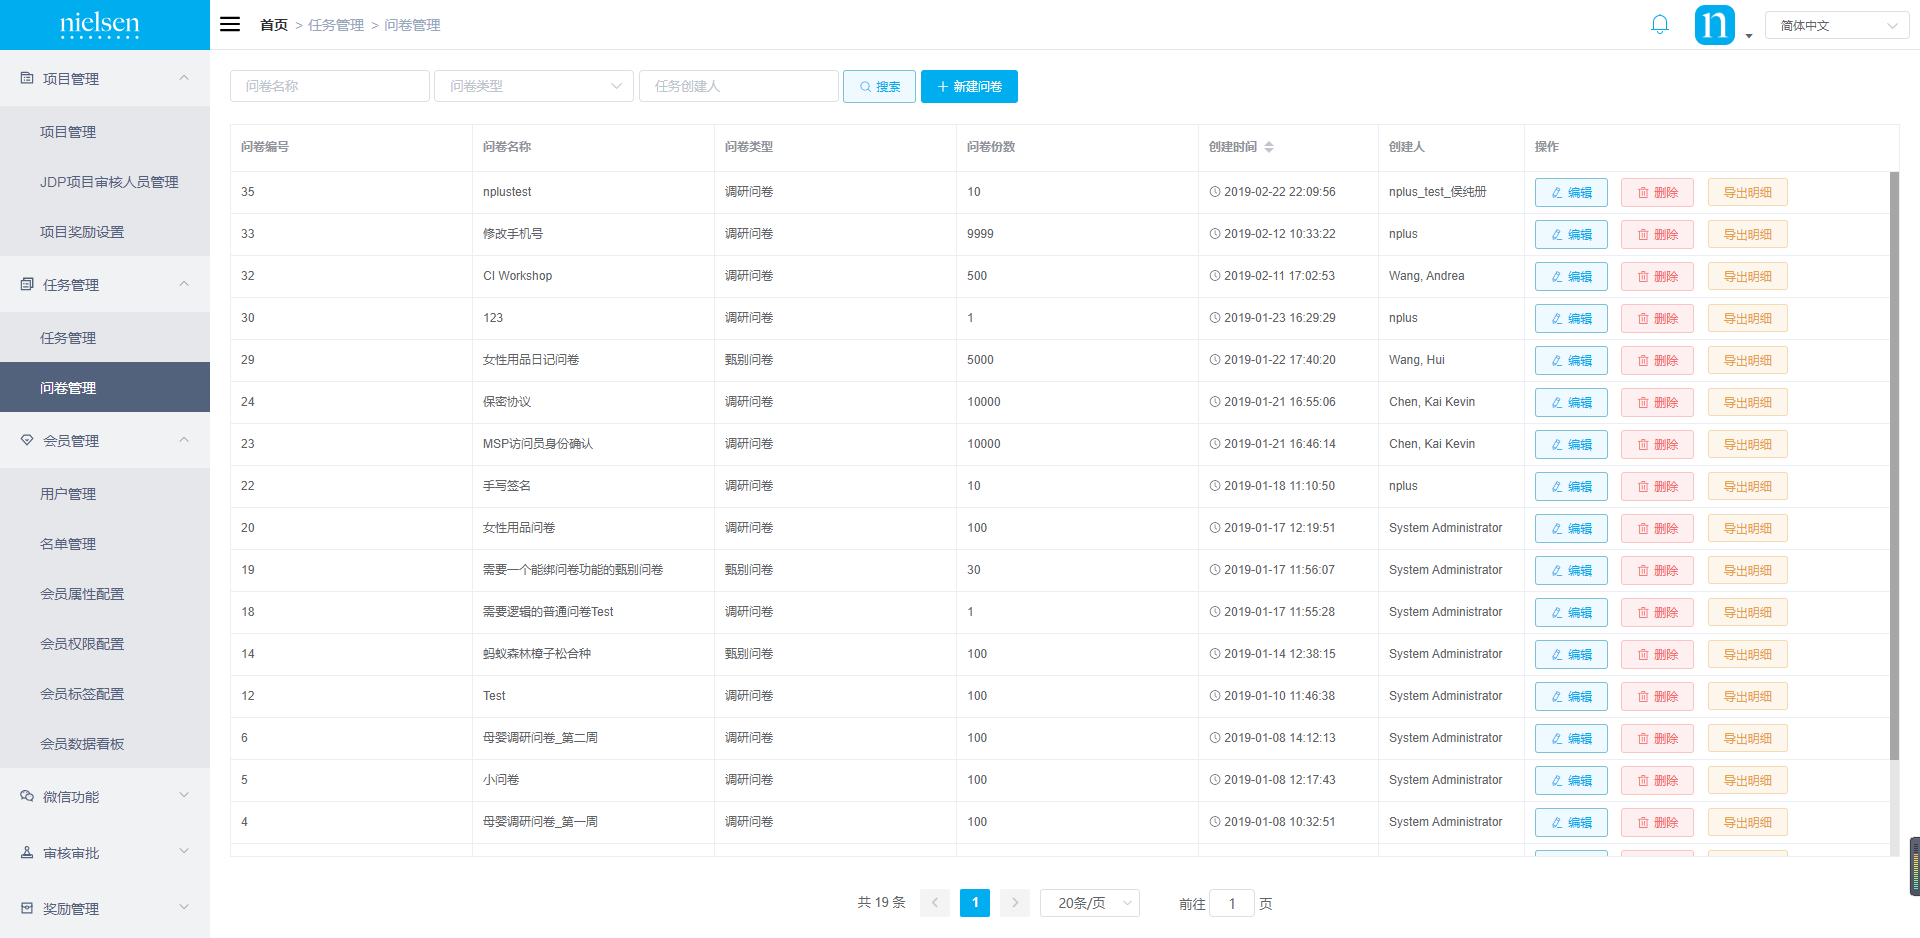 nielsen
首页 > 任务管理 > 问卷管理
n
简体中文
项目管理
项目管理
JDP项目审核人员管理
项目奖励设置
任务管理
任务管理
问卷管理
会员管理
用户管理
名单管理
会员属性配置
会员权限配置
会员标签配置
会员数据看板
微信功能
审核审批
奖励管理
问卷名称 问卷类型 任务创建人 搜索 新建问卷
问卷编号 问卷名称 问卷类型 问卷份数 创建时间 创建人 操作
35 nplustest 调研问卷 10 2019-02-22 22:09:56 nplus_test_侯纯册 编辑 删除 导出明细
33 修改手机号 调研问卷 9999 2019-02-12 10:33:22 nplus 编辑 删除 导出明细
32 CI Workshop 调研问卷 500 2019-02-11 17:02:53 Wang, Andrea 编辑 删除 导出明细
30 123 调研问卷 1 2019-01-23 16:29:29 nplus 编辑 删除 导出明细
29 女性用品日记问卷 甄别问卷 5000 2019-01-22 17:40:20 Wang, Hui 编辑 删除 导出明细
24 保密协议 调研问卷 10000 2019-01-21 16:55:06 Chen, Kai Kevin 编辑 删除 导出明细
23 MSP访问员身份确认 调研问卷 10000 2019-01-21 16:46:14 Chen, Kai Kevin 编辑 删除 导出明细
22 手写签名 调研问卷 10 2019-01-18 11:10:50 nplus 编辑 删除 导出明细
20 女性用品问卷 调研问卷 100 2019-01-17 12:19:51 System Administrator 编辑 删除 导出明细
19 需要一个能绑问卷功能的甄别问卷 甄别问卷 30 2019-01-17 11:56:07 System Administrator 编辑 删除 导出明细
18 需要逻辑的普通问卷Test 调研问卷 1 2019-01-17 11:55:28 System Administrator 编辑 删除 导出明细
14 蚂蚁森林樟子松合种 甄别问卷 100 2019-01-14 12:38:15 System Administrator 编辑 删除 导出明细
12 Test 调研问卷 100 2019-01-10 11:46:38 System Administrator 编辑 删除 导出明细
6 母婴调研问卷_第二周 调研问卷 100 2019-01-08 14:12:13 System Administrator 编辑 删除 导出明细
5 小问卷 调研问卷 100 2019-01-08 12:17:43 System Administrator 编辑 删除 导出明细
4 母婴调研问卷_第一周 调研问卷 100 2019-01-08 10:32:51 System Administrator 编辑 删除 导出明细
共 19 条 1 20条/页 前往 1 页